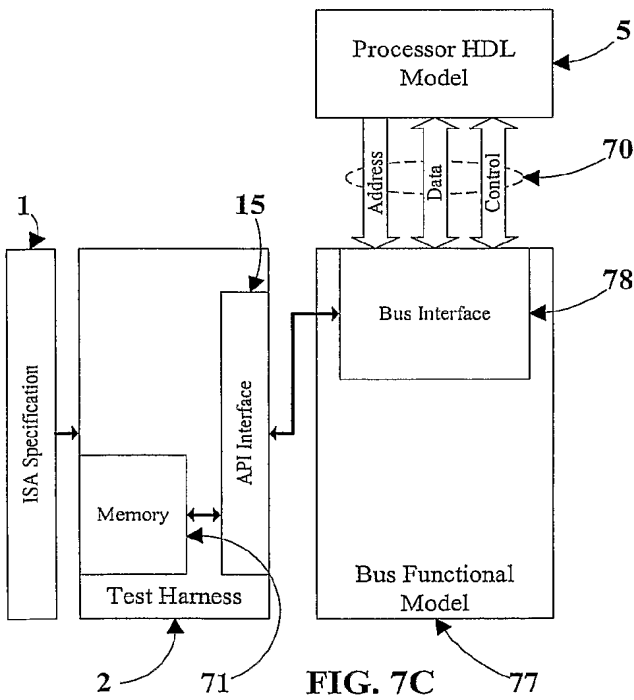 Processor HDL
Model
5
Address
Data
Control
70
1
15
78
Bus Interface
ISA Specification
API Interface
Memory
Test Harness
Bus Functional
Model
2
71
FIG. 7C
77